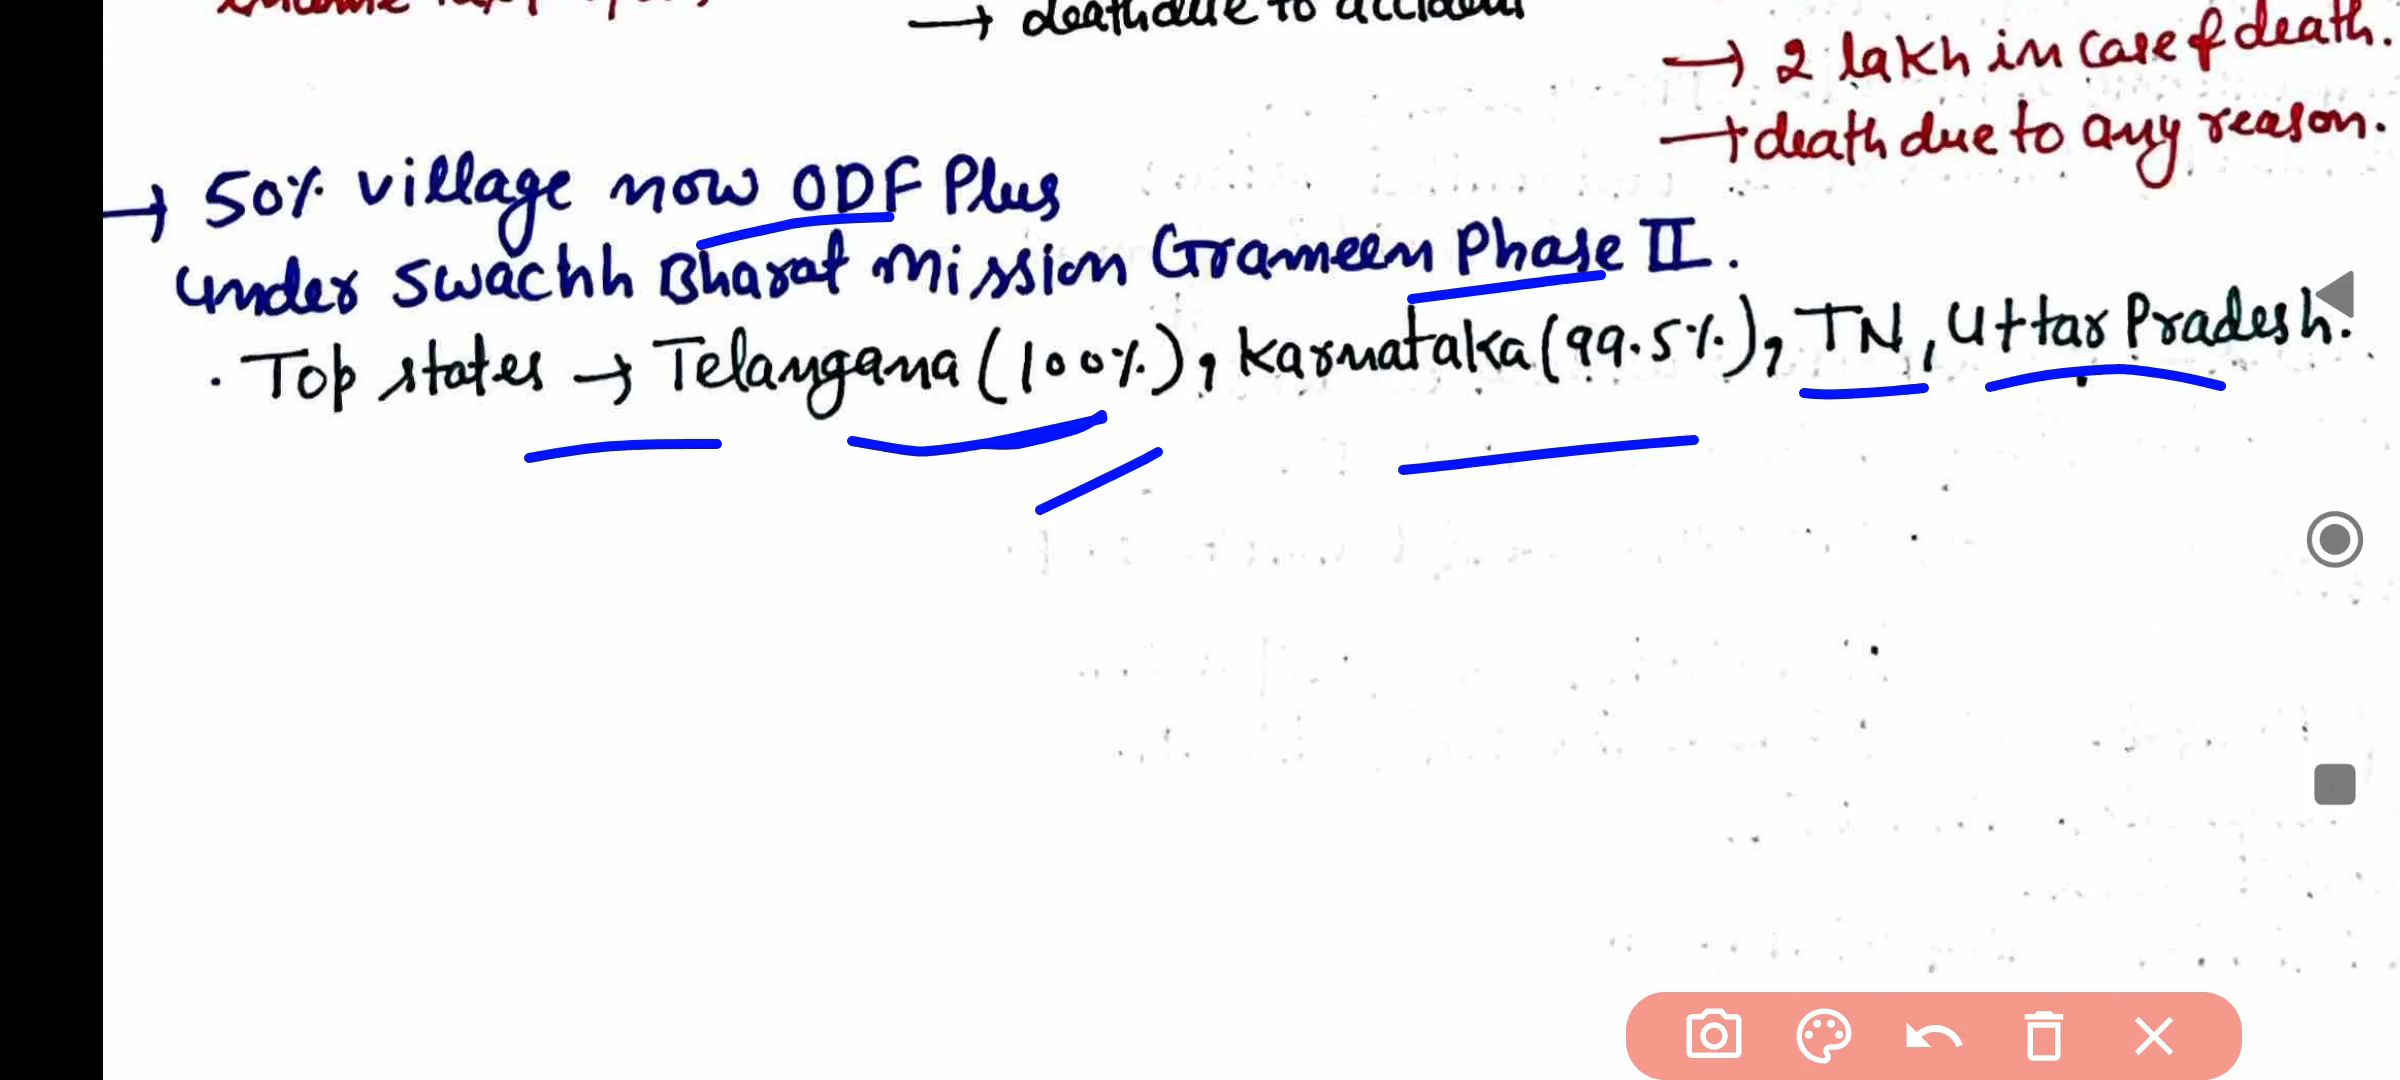 → death due to accident
→ 2 lakh in case of death.
→ death due to any reason.
→ 50% village now ODF Plus
under swachh Bharat Mission Grameen Phase II.
. Top states → Telangana (100%), Karnataka (99.5%), TN, Uttar Pradesh.